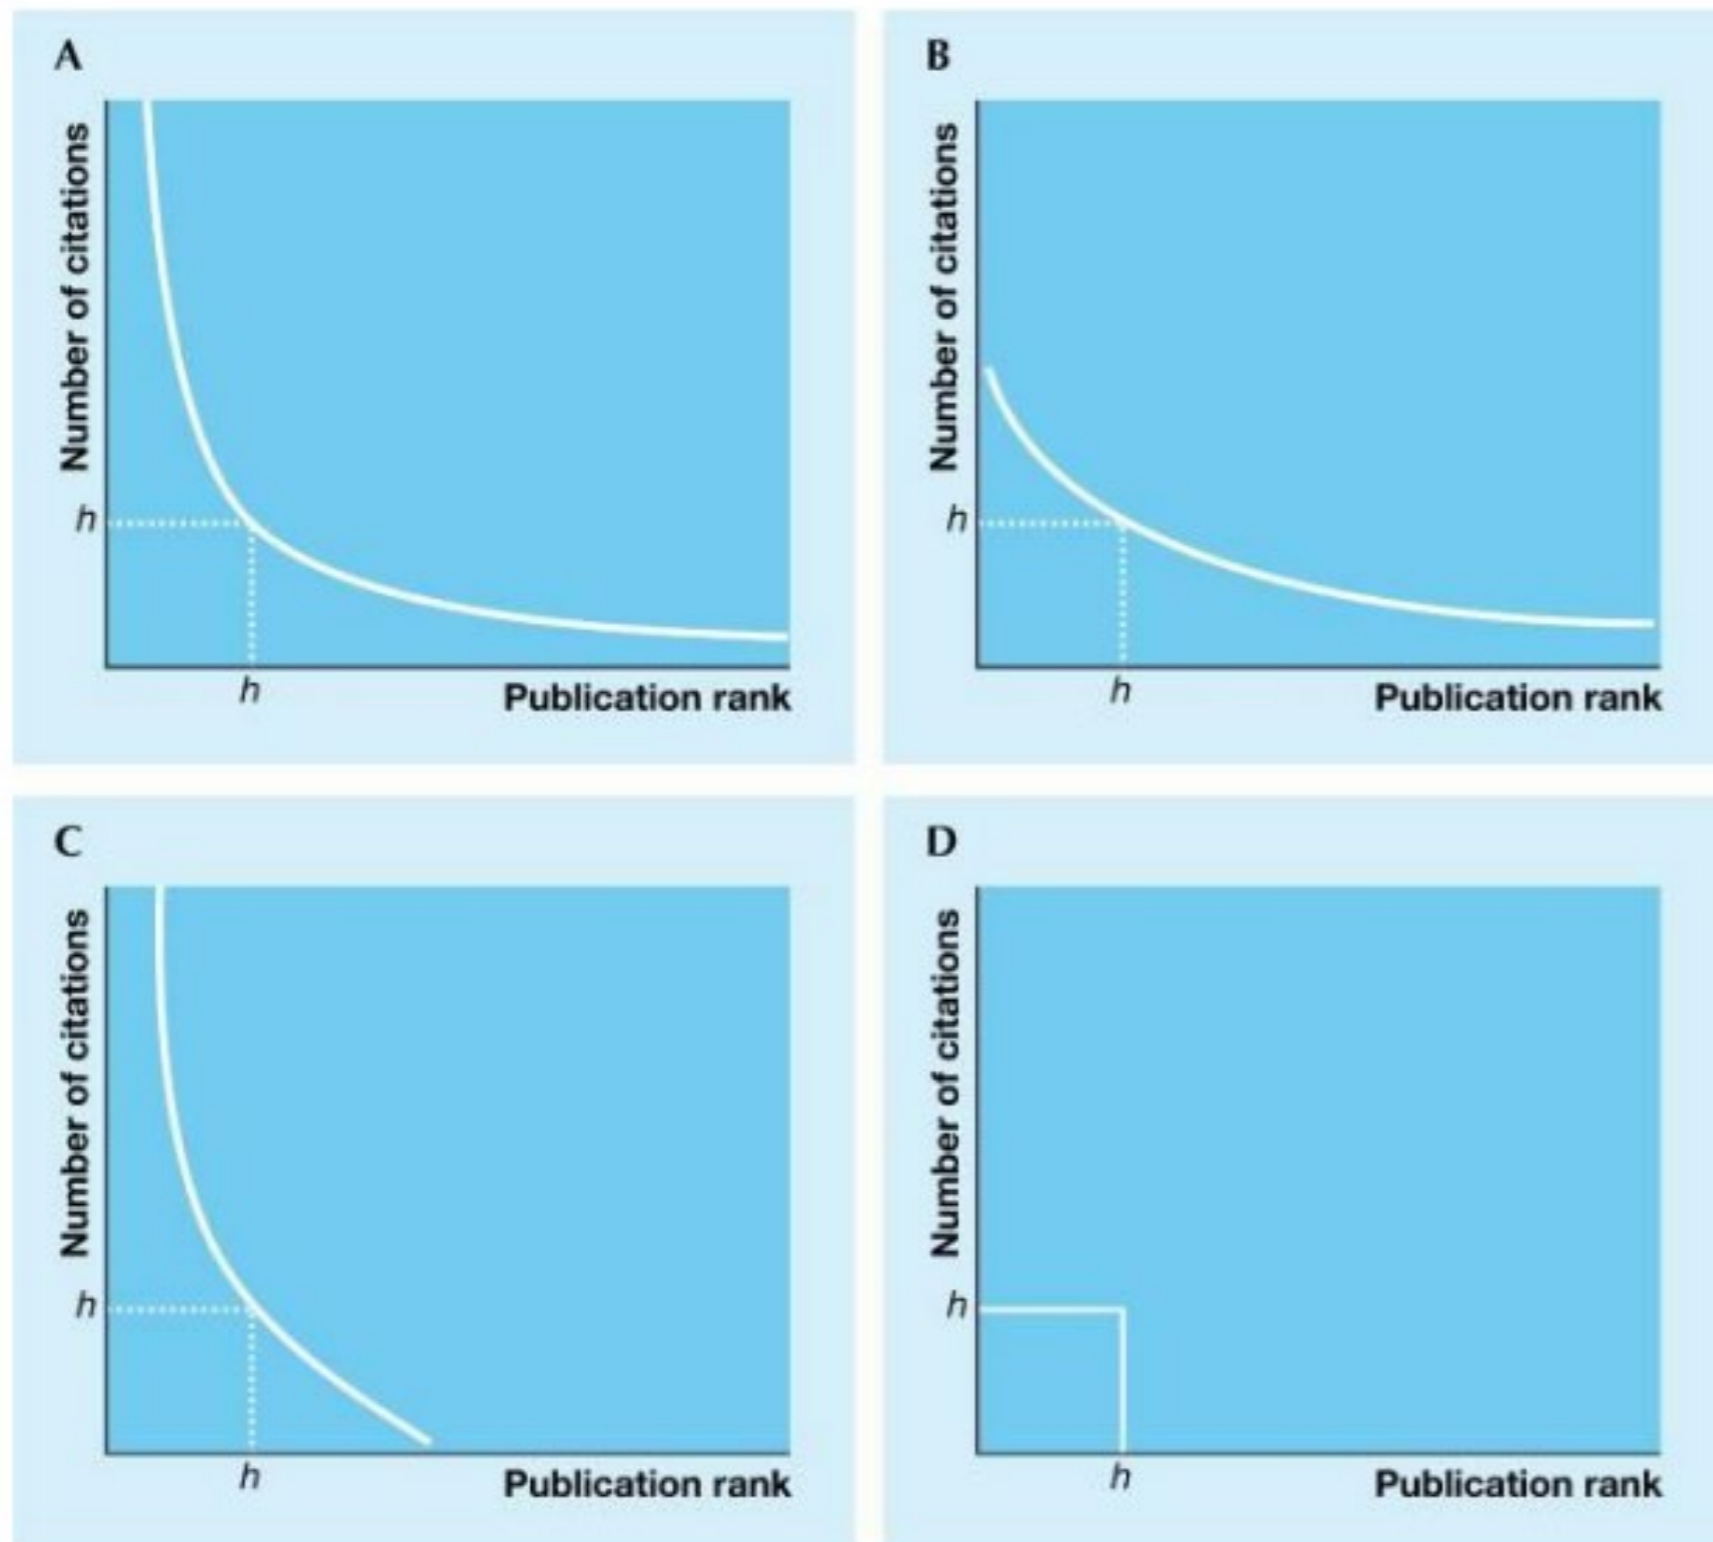 A
Number of citations
h
h
Publication rank
B
Number of citations
h
h
Publication rank
C
Number of citations
h
h
Publication rank
D
Number of citations
h
h
Publication rank